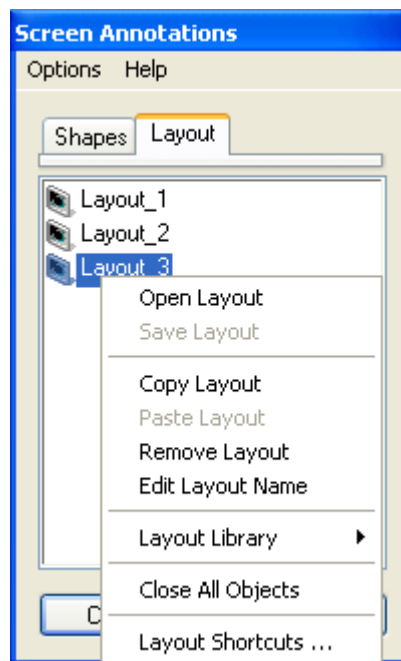 Screen Annotations
Options Help
Shapes Layout
Layout_1
Layout_2
Layout_3
Open Layout
Save Layout
Copy Layout
Paste Layout
Remove Layout
Edit Layout Name
Layout Library
Close All Objects
Layout Shortcuts ...